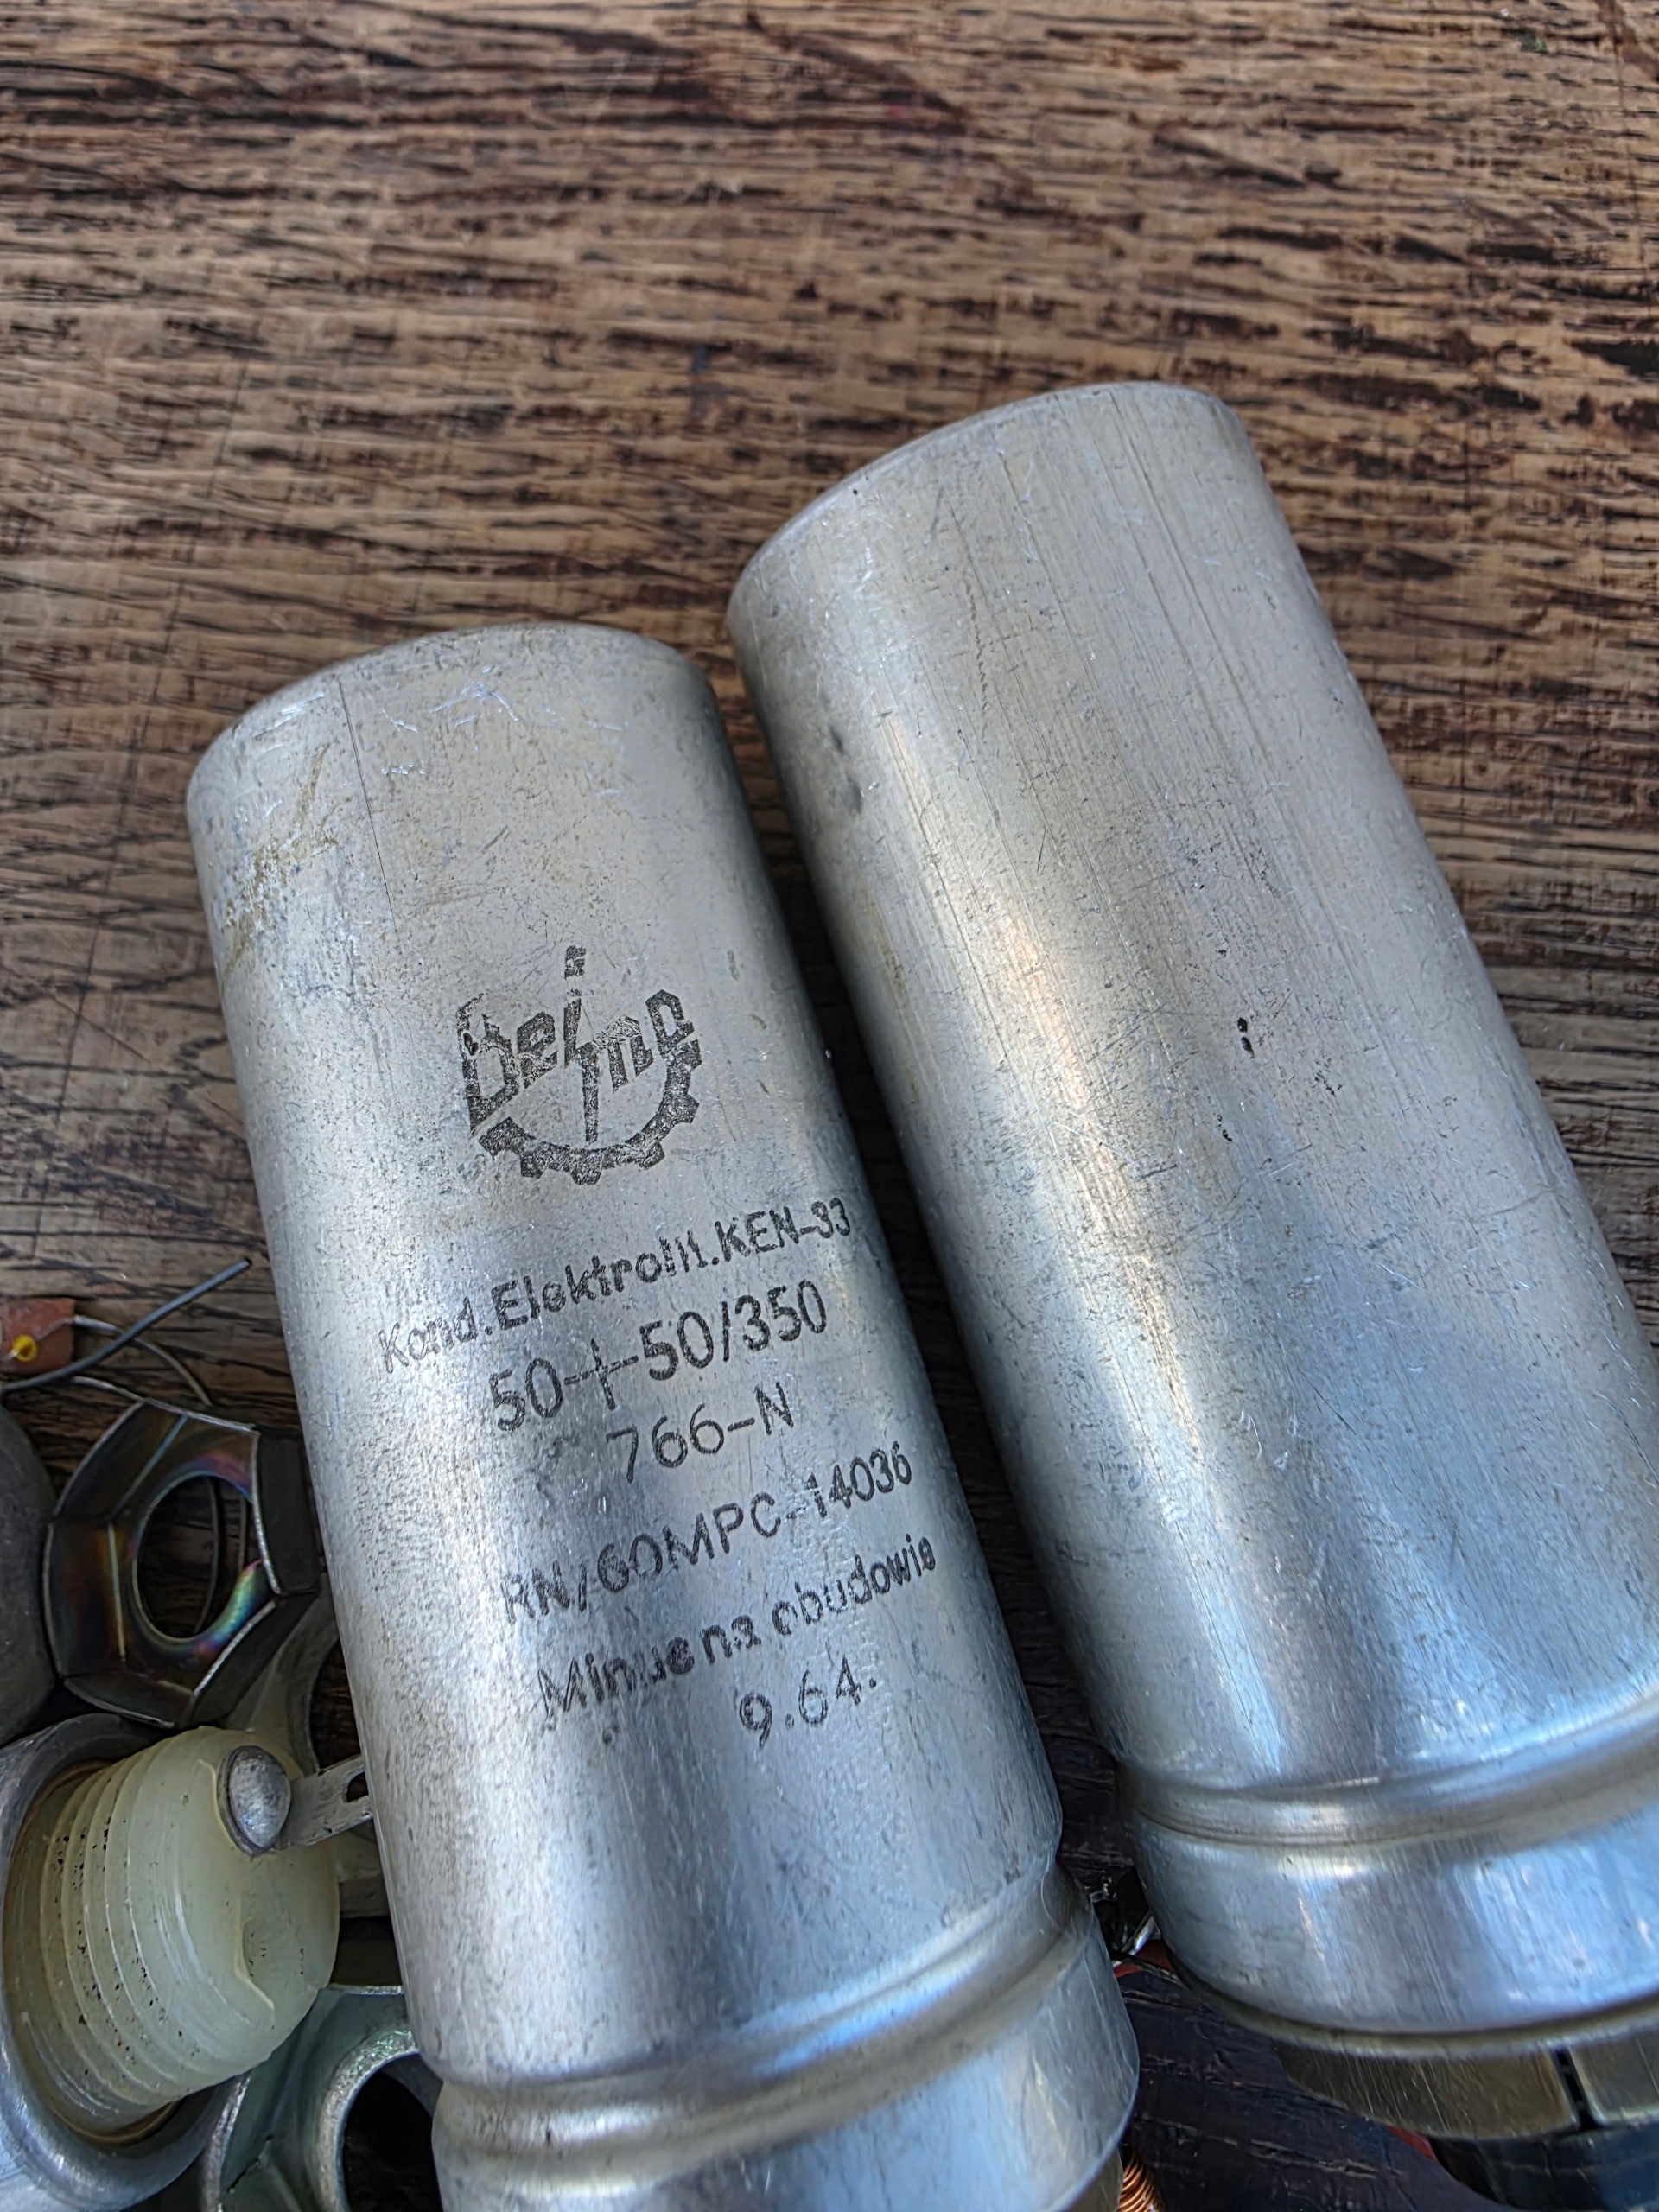 Kond. Elektrolit. KEN-33
50+50/350
766-N
RN/60MPC-14036
Minus na obudowie
9.64.